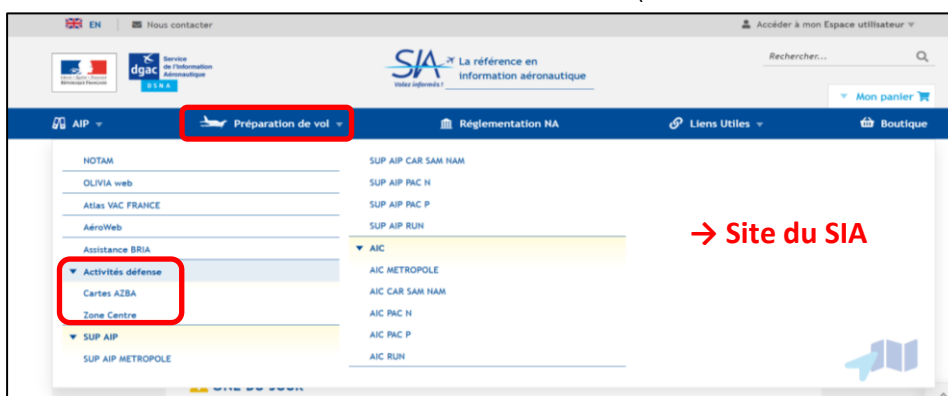 EN
Nous contacter
Accéder à mon Espace utilisateur
dgac
Service
de l'Information
Aéronautique
DSNA
SIA
La référence en
information aéronautique
Volez informés !
Rechercher...
Mon panier
AIP
Préparation de vol
Réglementation NA
Liens Utiles
Boutique
NOTAM
OLIVIA web
Atlas VAC FRANCE
AéroWeb
Assistance BRIA
Activités défense
Cartes AZBA
Zone Centre
SUP AIP
SUP AIP METROPOLE
SUP AIP CAR SAM NAM
SUP AIP PAC N
SUP AIP PAC P
SUP AIP RUN
AIC
AIC METROPOLE
AIC CAR SAM NAM
AIC PAC N
AIC PAC P
AIC RUN
→ Site du SIA